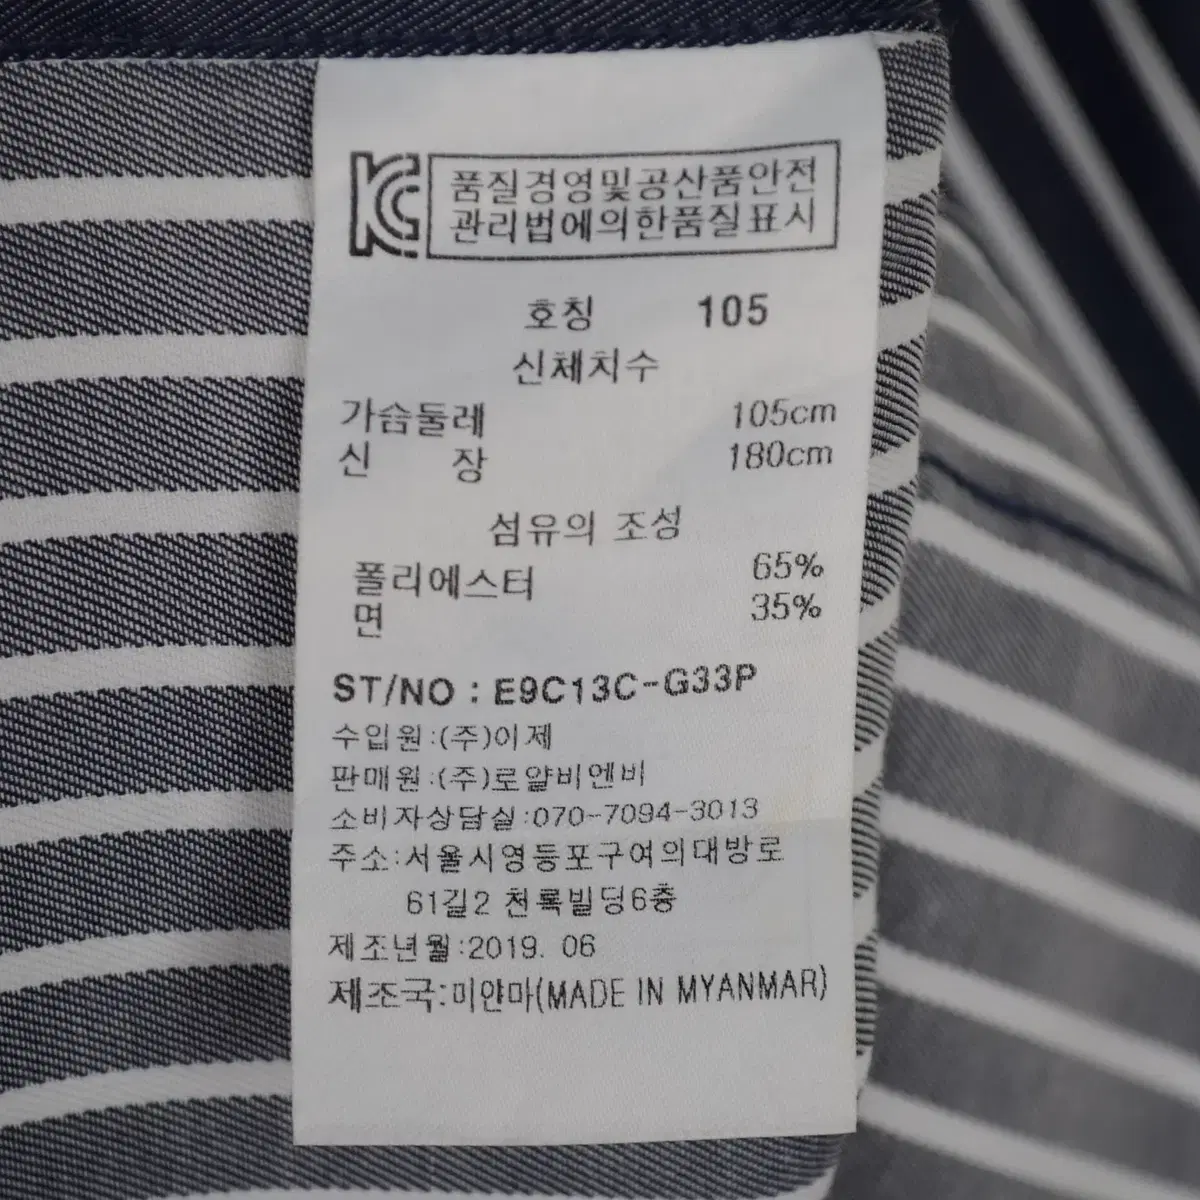 KC 품질경영및공산품안전
관리법에의한품질표시
호칭 105
신체치수
가슴둘레 105cm
신 장 180cm
섬유의 조성
폴리에스터 65%
면 35%
ST/NO : E9C13C-G33P
수입원:(주)이제
판매원:(주)로얄비엔비
소비자상담실:070-7094-3013
주소:서울시영등포구여의대방로
61길2 천록빌딩6층
제조년월:2019. 06
제조국:미얀마(MADE IN MYANMAR)